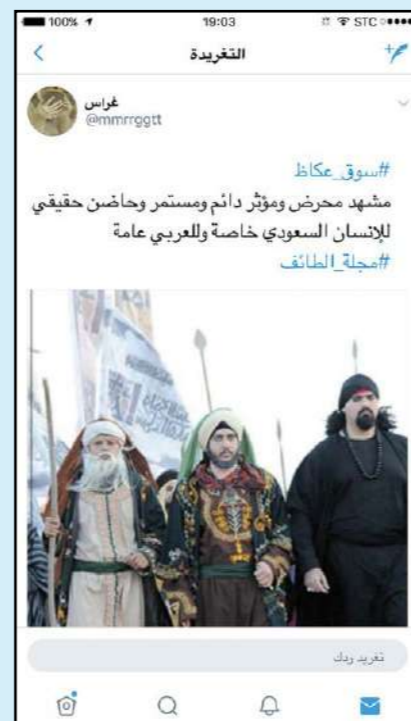 100% 19:03 STC
التغريدة
غراس
@mmrrggtt
#سوق_عكاظ
مشهد محرض ومؤثر دائم ومستمر وحاضن حقيقي
للإنسان السعودي خاصة وللعربي عامة
#مجلة_الطائف
تغريد ردك